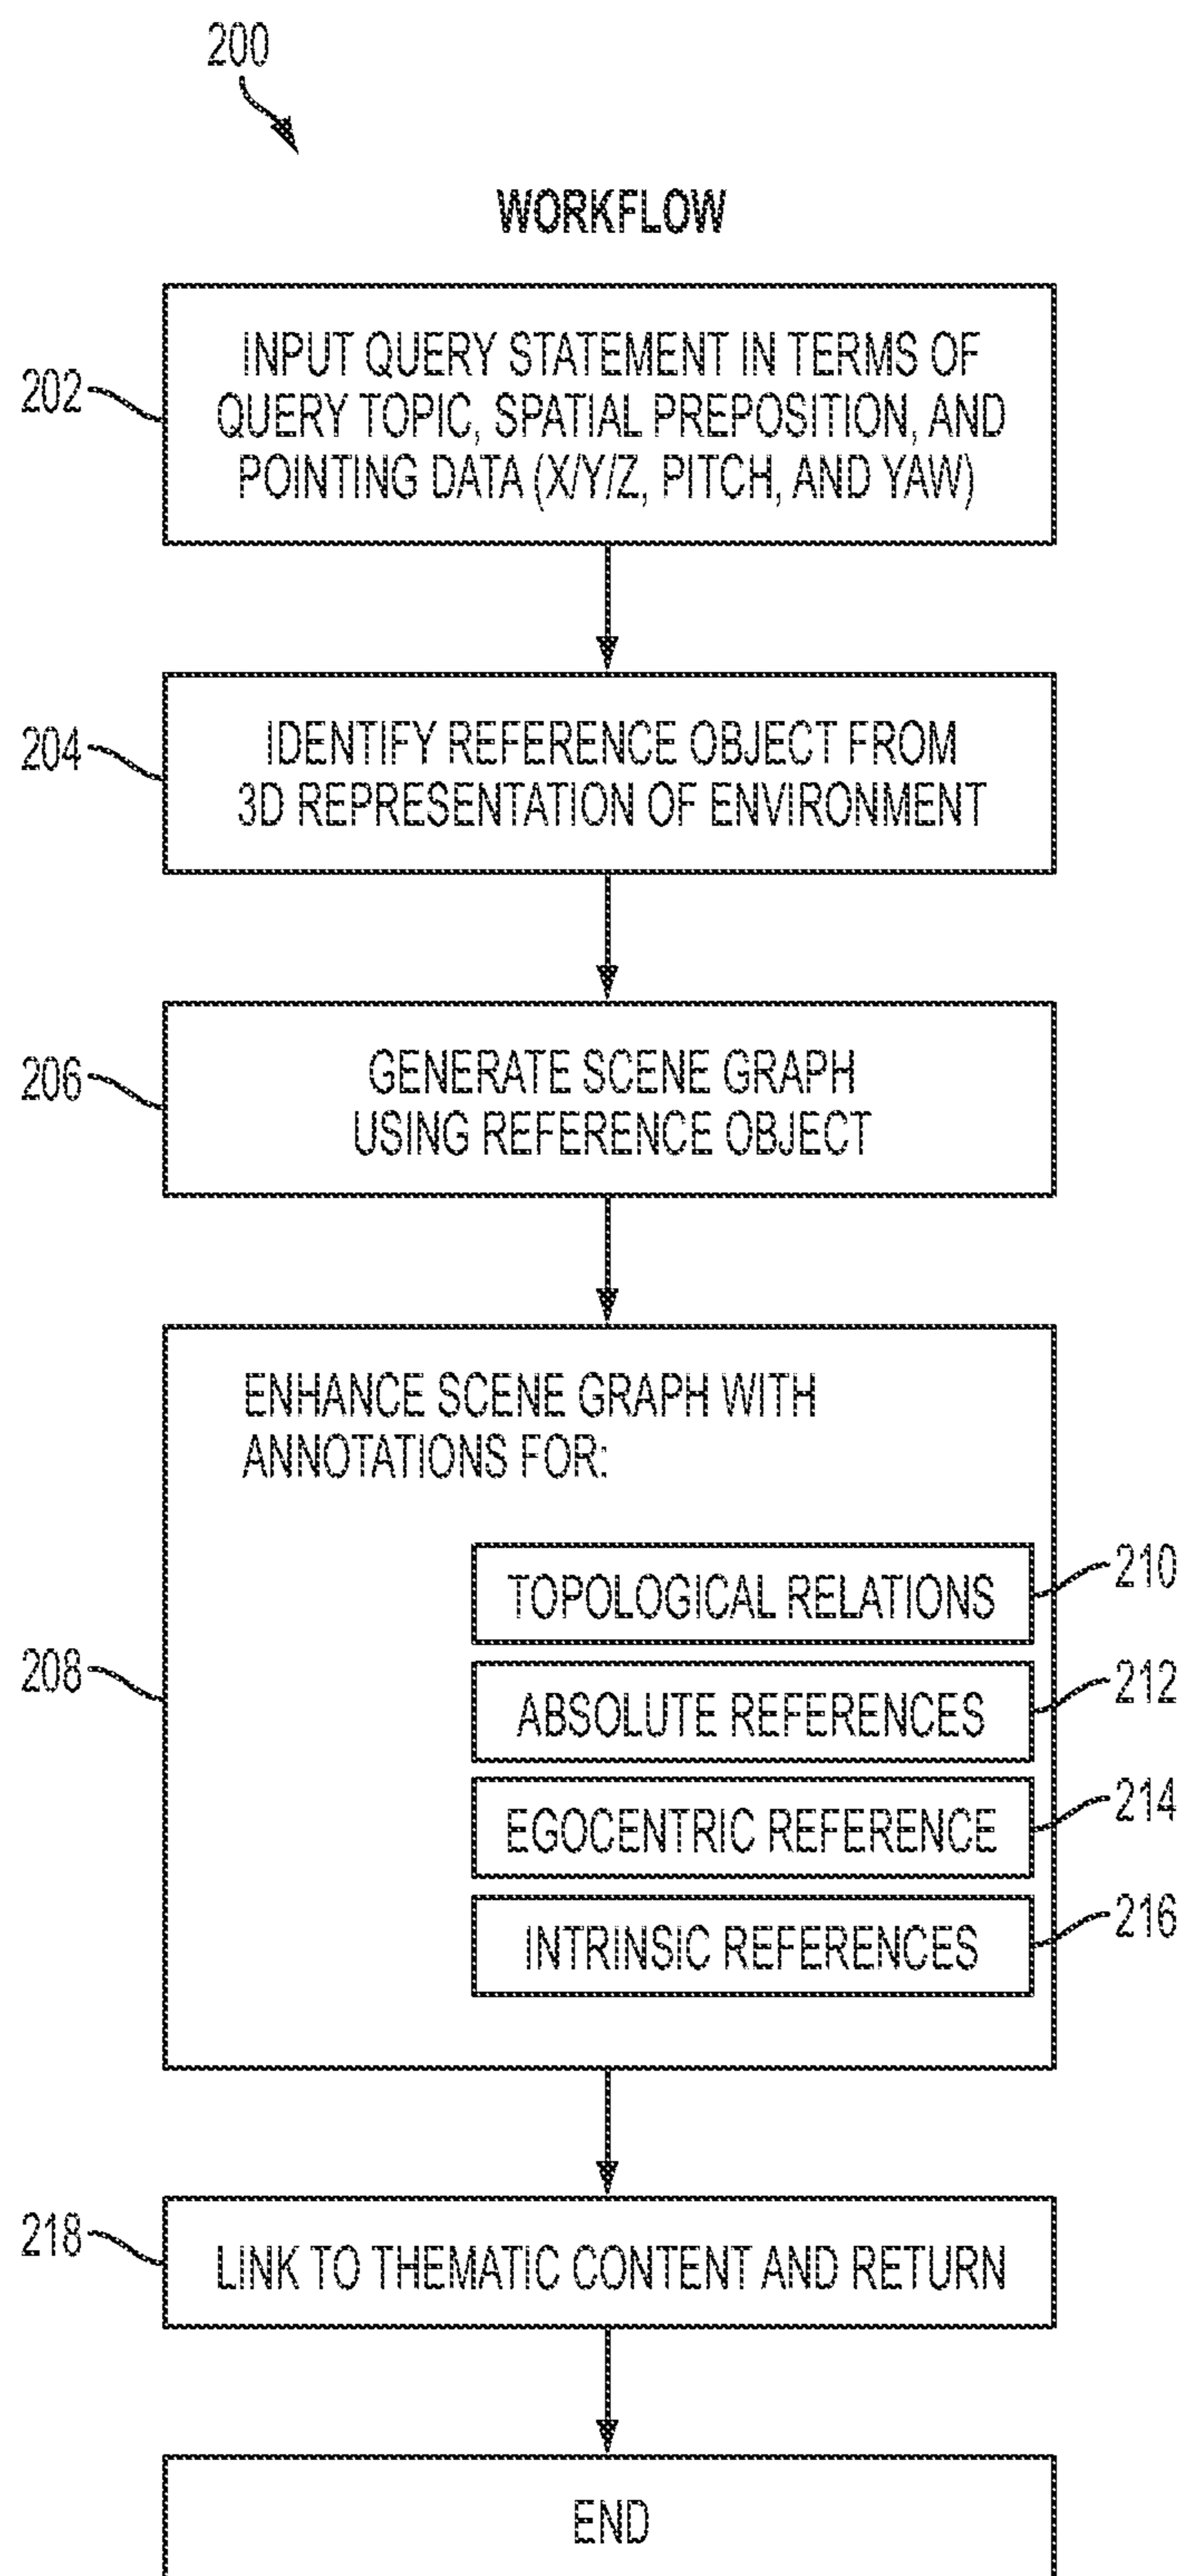 200
WORKFLOW
202
INPUT QUERY STATEMENT IN TERMS OF
QUERY TOPIC, SPATIAL PREPOSITION, AND
POINTING DATA (X/Y/Z, PITCH, AND YAW)
204
IDENTIFY REFERENCE OBJECT FROM
3D REPRESENTATION OF ENVIRONMENT
206
GENERATE SCENE GRAPH
USING REFERENCE OBJECT
208
ENHANCE SCENE GRAPH WITH
ANNOTATIONS FOR:
TOPOLOGICAL RELATIONS
210
ABSOLUTE REFERENCES
212
EGOCENTRIC REFERENCE
214
INTRINSIC REFERENCES
216
218
LINK TO THEMATIC CONTENT AND RETURN
END